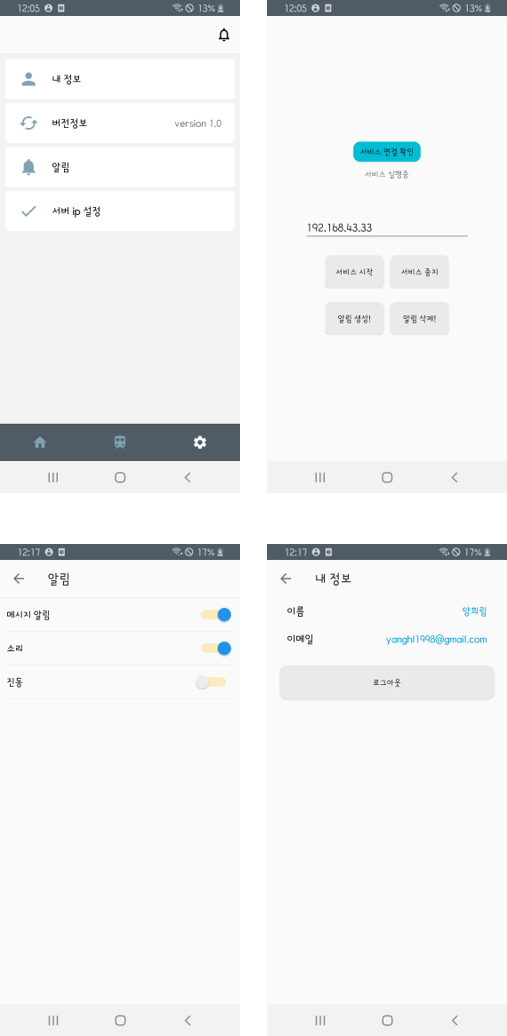 12:05 13%
내 정보
버전정보 version 1.0
알림
서버 ip 설정
12:05 13%
서비스 연결 확인
서비스 실행중
192.168.43.33
서비스 시작 서비스 중지
알림 생성! 알림 삭제!
12:17 17%
알림
메시지 알림
소리
진동
12:17 17%
내 정보
이름 양희림
이메일 yanghl1998@gmail.com
로그아웃